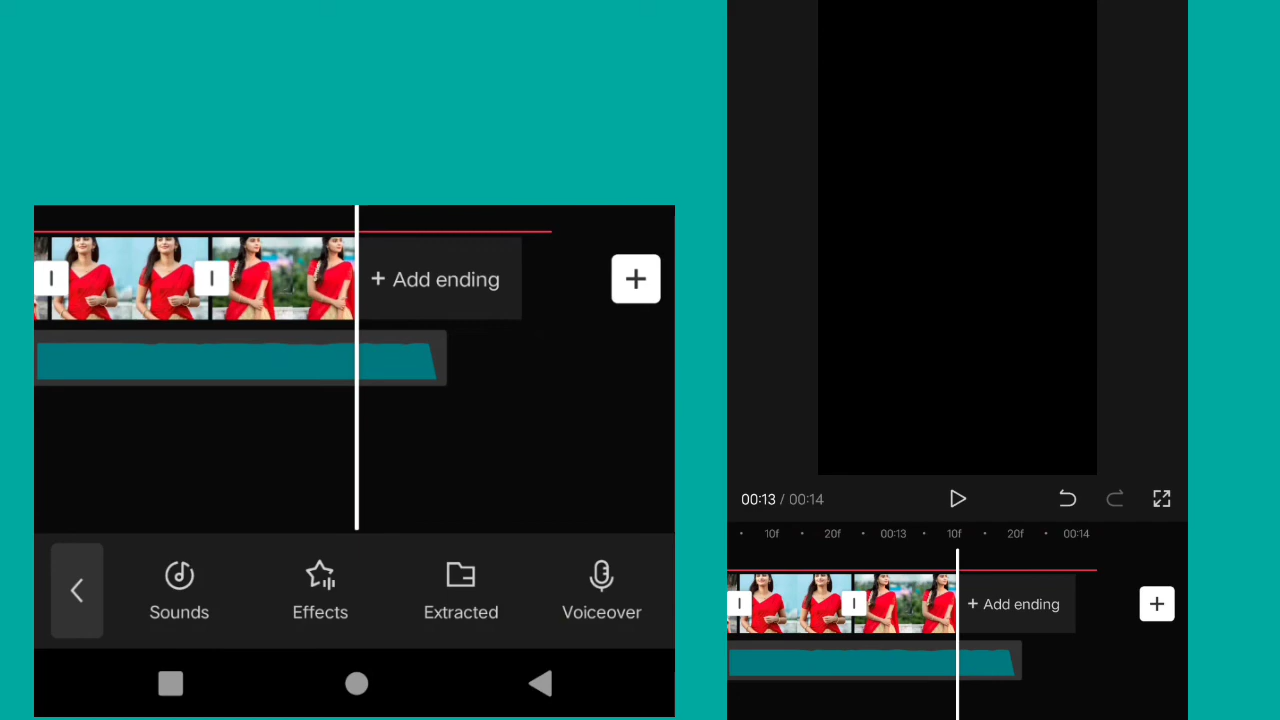 + Add ending
+
Sounds
Effects
Extracted
Voiceover
00:13 / 00:14
10f
20f
00:13
10f
20f
00:14
+ Add ending
+